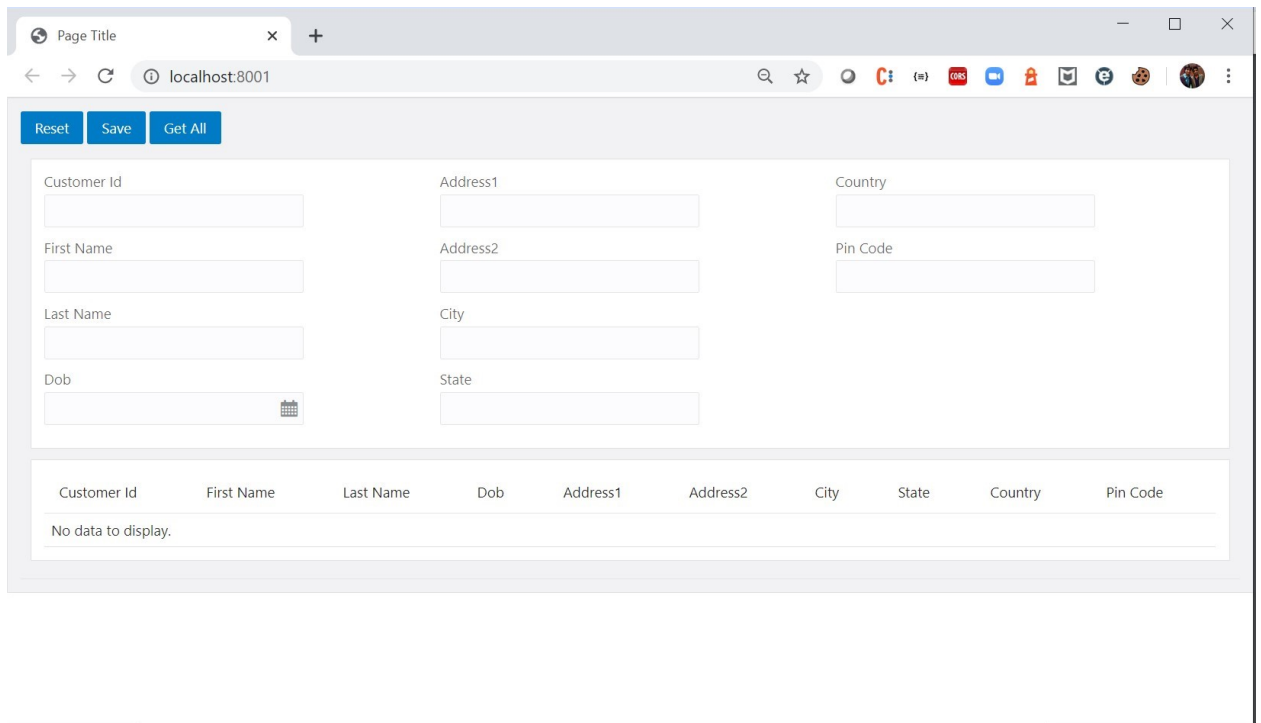 Page Title
localhost:8001
CORS
Reset Save Get All
Customer Id Address1 Country
First Name Address2 Pin Code
Last Name City
Dob State
Customer Id First Name Last Name Dob Address1 Address2 City State Country Pin Code
No data to display.